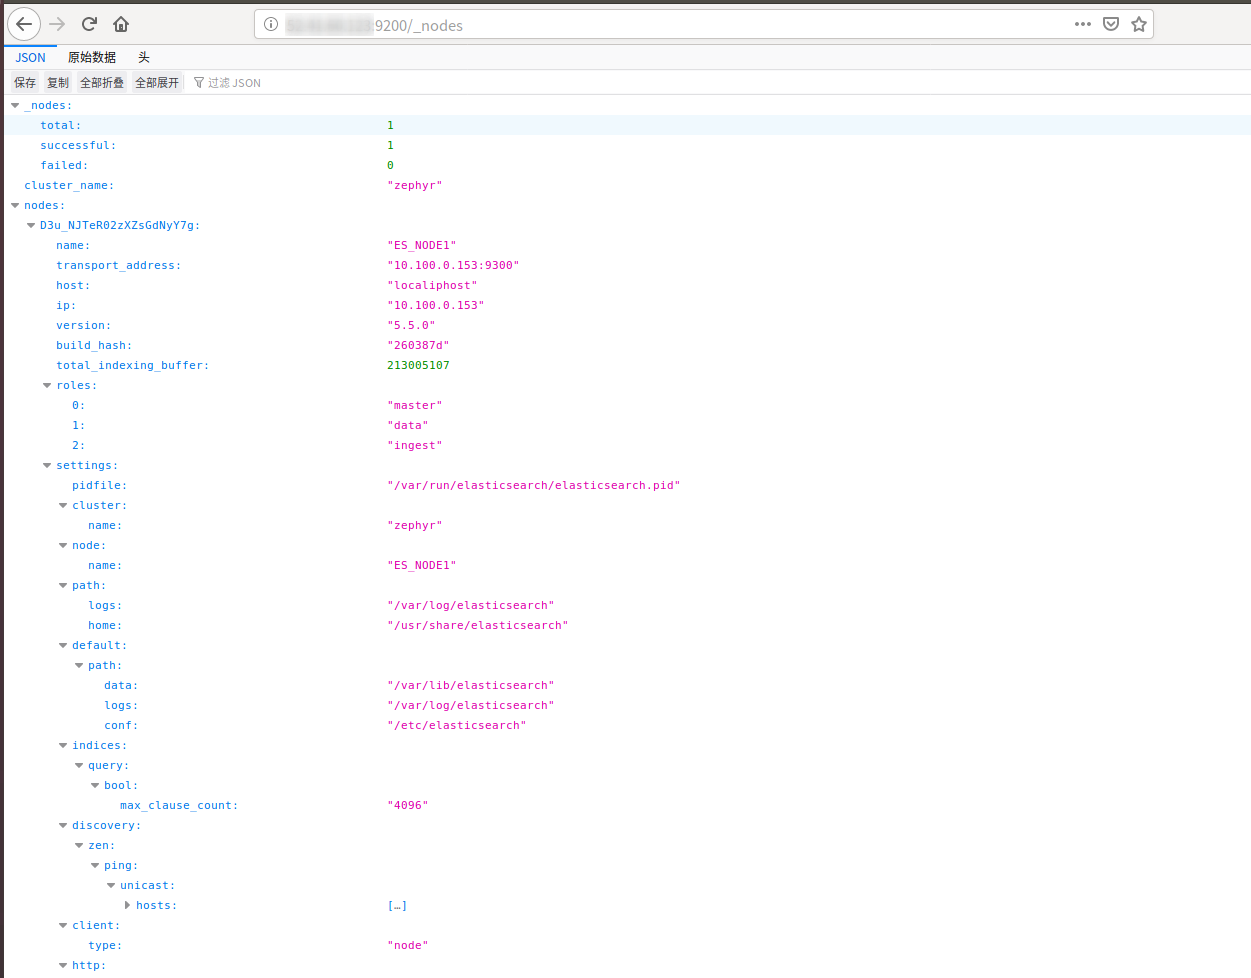 9200/_nodes
JSON 原始数据 头
保存 复制 全部折叠 全部展开 过滤 JSON
_nodes:
total: 1
successful: 1
failed: 0
cluster_name: "zephyr"
nodes:
D3u_NJTeR02zXZsGdNyY7g:
name: "ES_NODE1"
transport_address: "10.100.0.153:9300"
host: "localiphost"
ip: "10.100.0.153"
version: "5.5.0"
build_hash: "260387d"
total_indexing_buffer: 213005107
roles:
0: "master"
1: "data"
2: "ingest"
settings:
pidfile: "/var/run/elasticsearch/elasticsearch.pid"
cluster:
name: "zephyr"
node:
name: "ES_NODE1"
path:
logs: "/var/log/elasticsearch"
home: "/usr/share/elasticsearch"
default:
path:
data: "/var/lib/elasticsearch"
logs: "/var/log/elasticsearch"
conf: "/etc/elasticsearch"
indices:
query:
bool:
max_clause_count: "4096"
discovery:
zen:
ping:
unicast:
hosts: […]
client:
type: "node"
http: